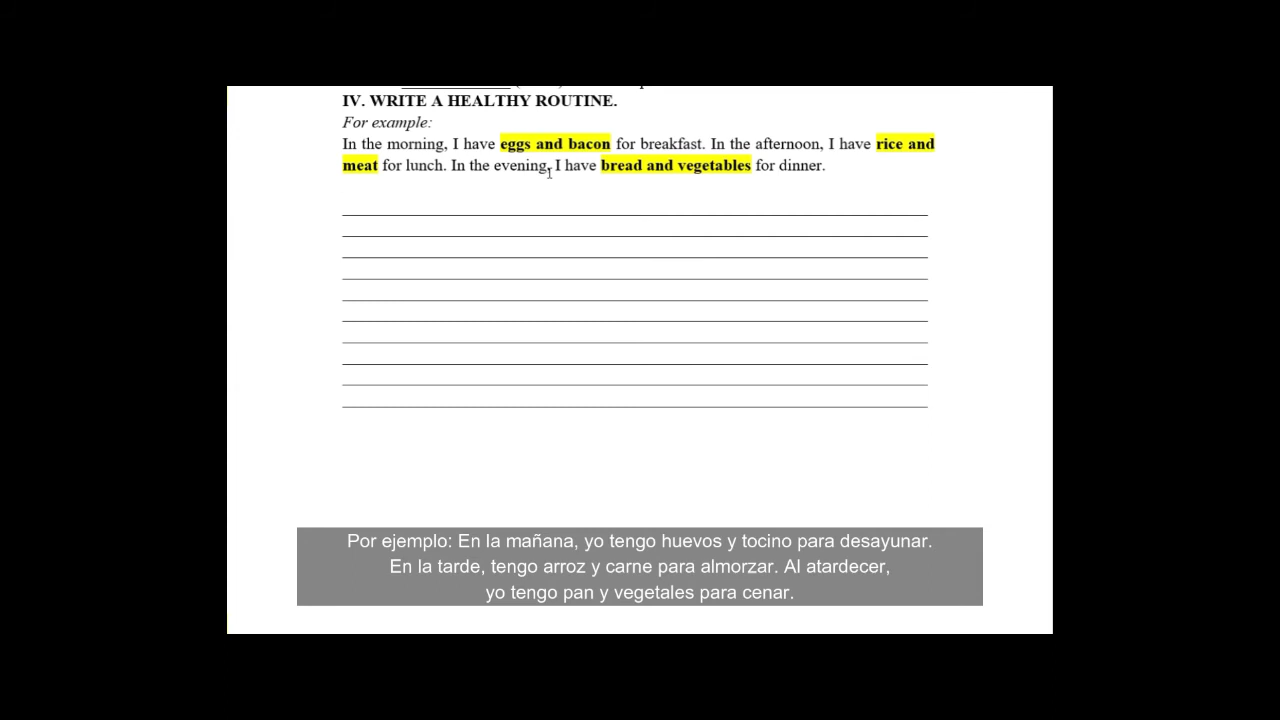 IV. WRITE A HEALTHY ROUTINE.
For example:
In the morning, I have eggs and bacon for breakfast. In the afternoon, I have rice and
meat for lunch. In the evening, I have bread and vegetables for dinner.
Por ejemplo: En la mañana, yo tengo huevos y tocino para desayunar.
En la tarde, tengo arroz y carne para almorzar. Al atardecer,
yo tengo pan y vegetales para cenar.